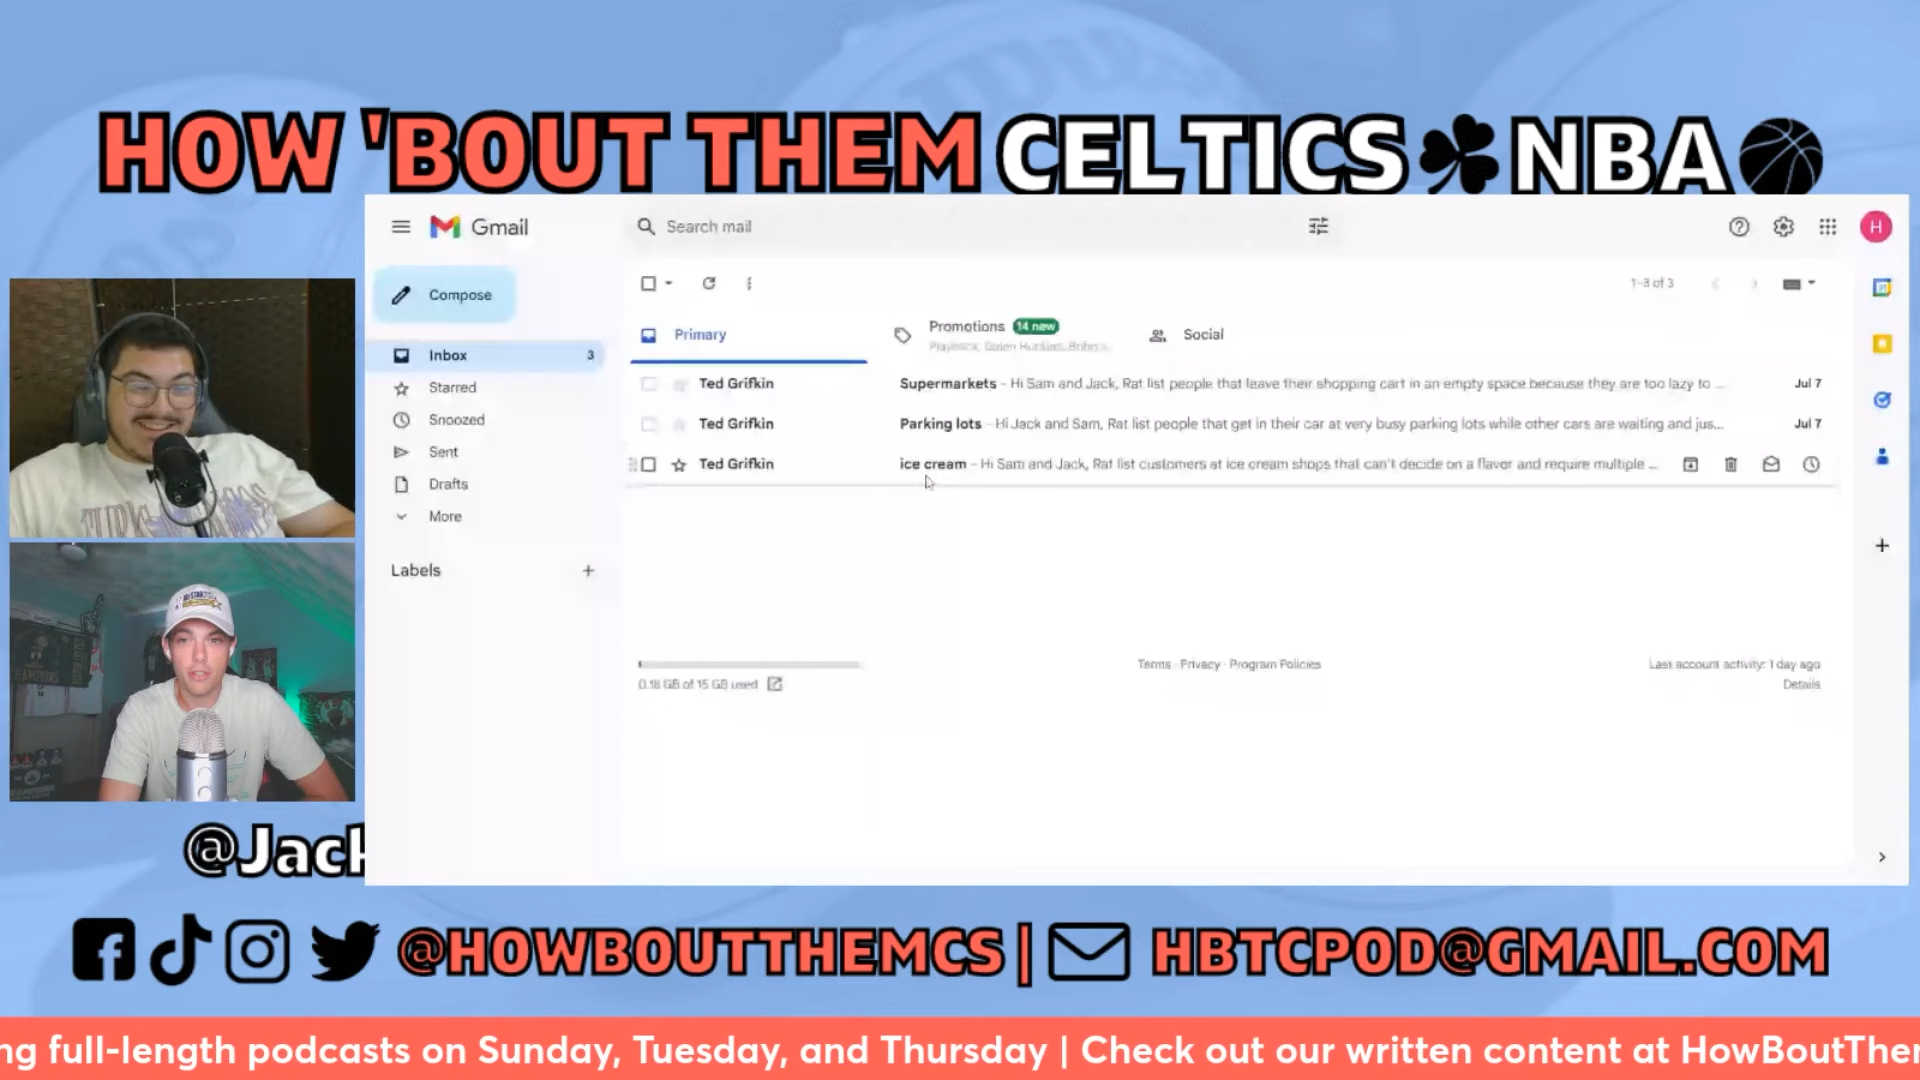 HOW 'BOUT THEM CELTICS NBA
Gmail
Search mail
H
Compose
1–3 of 3
Inbox 3
Starred
Snoozed
Sent
Drafts
More
Labels
Primary
Promotions 14 new
Social
Ted Grifkin Supermarkets - Hi Sam and Jack, Rat list people that leave their shopping cart in an empty space because they are too lazy to ... Jul 7
Ted Grifkin Parking lots - Hi Jack and Sam, Rat list people that get in their car at very busy parking lots while other cars are waiting and jus... Jul 7
Ted Grifkin ice cream - Hi Sam and Jack, Rat list customers at ice cream shops that can't decide on a flavor and require multiple ...
0.18 GB of 15 GB used
Terms · Privacy · Program Policies
Last account activity: 1 day ago
Details
@Jack
@HOWBOUTTHEMCS | HBTCPOD@GMAIL.COM
ng full-length podcasts on Sunday, Tuesday, and Thursday | Check out our written content at HowBoutTher